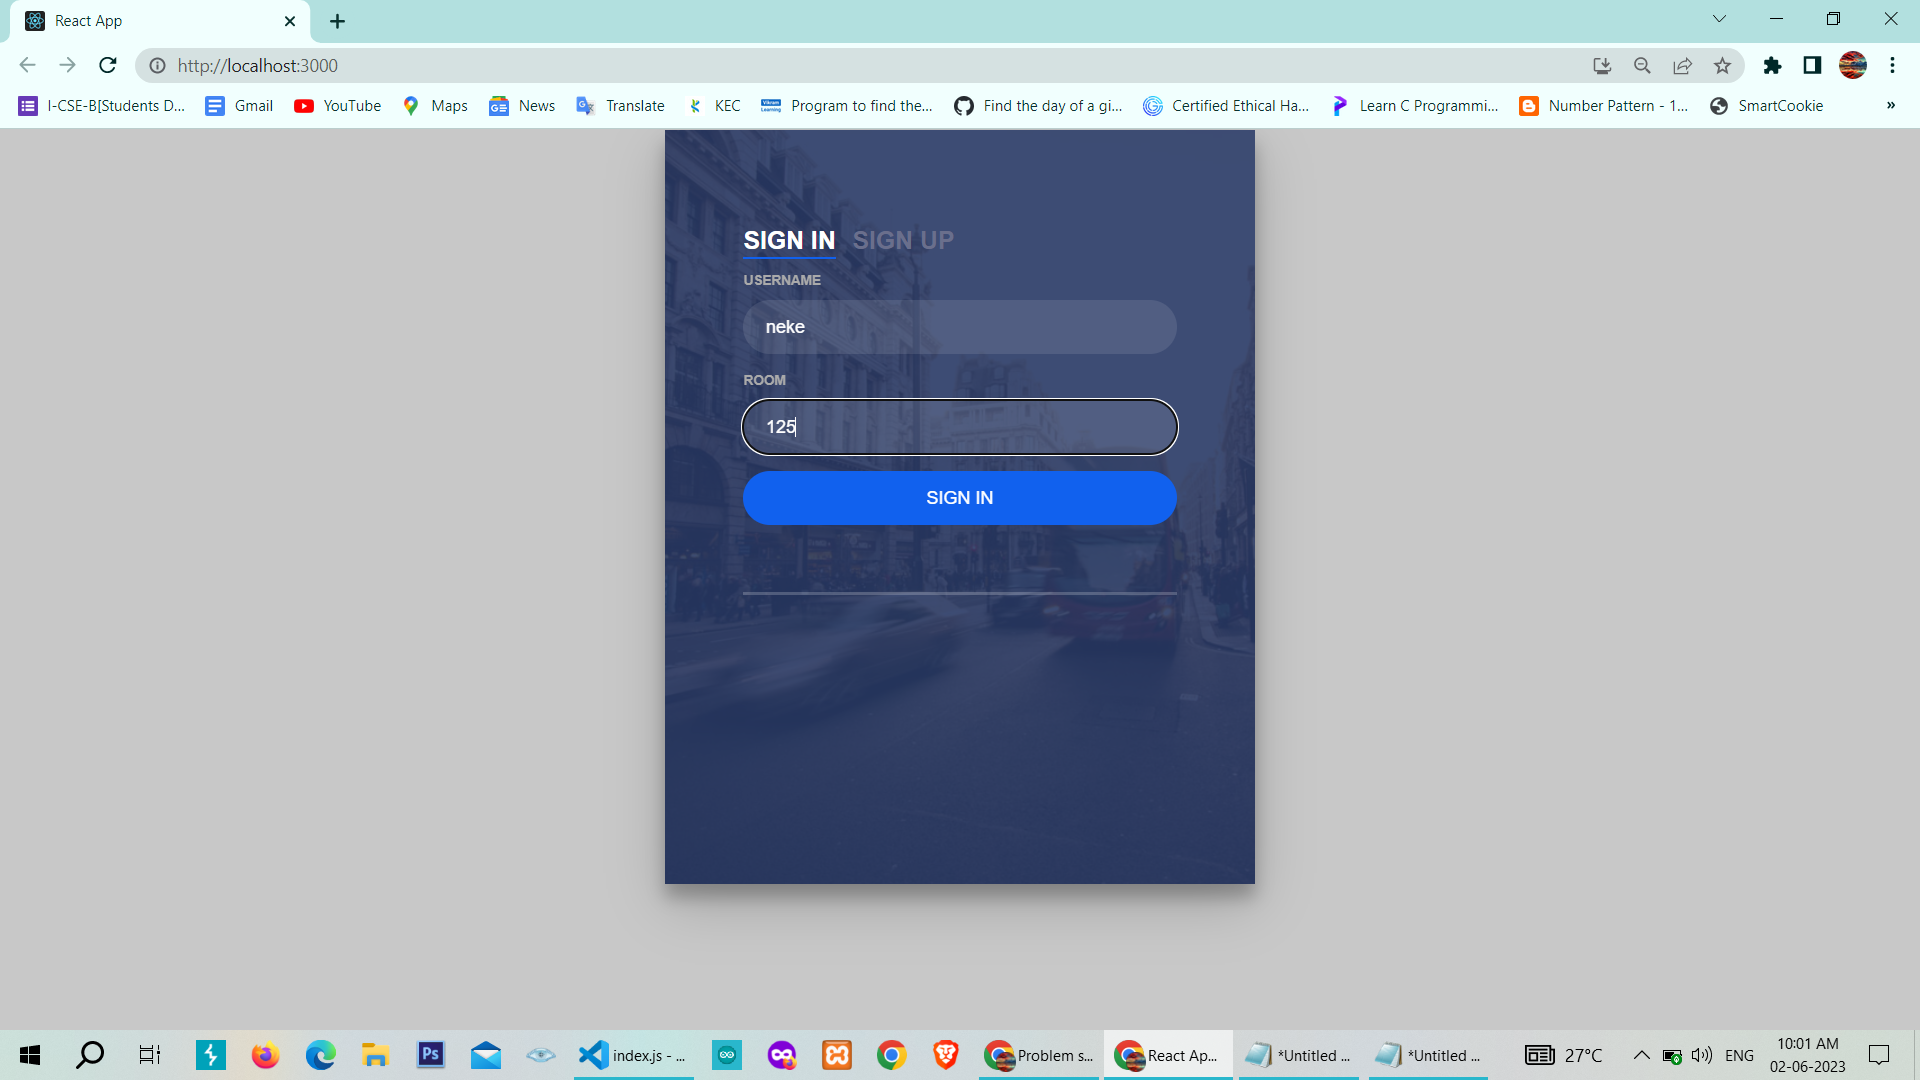 React App
http://localhost:3000
I-CSE-B[Students D... Gmail YouTube Maps News Translate KEC Program to find the... Find the day of a gi... Certified Ethical Ha... Learn C Programmi... Number Pattern - 1... SmartCookie »
SIGN IN SIGN UP
USERNAME
neke
ROOM
125
SIGN IN
index.js - ... Problem s... React Ap... *Untitled ... *Untitled ... 27°C ENG 10:01 AM
02-06-2023